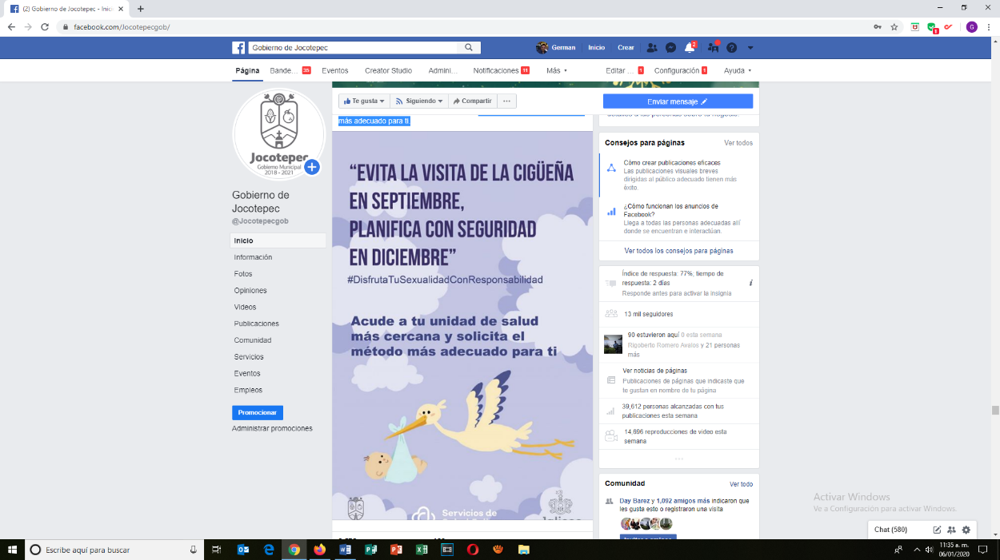 (2) Gobierno de Jocotepec - Inici
facebook.com/Jocotepecgob/
G
Gobierno de Jocotepec
German
Inicio
Crear
2
Página
Bande... 35
Eventos
Creator Studio
Admini...
Notificaciones 11
Más
Editar ... 1
Configuración 1
Ayuda
Jocotepec
Gobierno Municipal
2018 - 2021
Gobierno de
Jocotepec
@Jocotepecgob
Inicio
Información
Fotos
Opiniones
Videos
Publicaciones
Comunidad
Servicios
Eventos
Empleos
Promocionar
Administrar promociones
Te gusta
Siguiendo
Compartir
Enviar mensaje
más adecuado para ti.
“EVITA LA VISITA DE LA CIGÜEÑA
EN SEPTIEMBRE,
PLANIFICA CON SEGURIDAD
EN DICIEMBRE”
#DisfrutaTuSexualidadConResponsabilidad
Acude a tu unidad de salud
más cercana y solicita el
método más adecuado para ti
Servicios de
Consejos para páginas
Ver todos
Cómo crear publicaciones eficaces
Las publicaciones visuales breves
dirigidas al público adecuado tienen más
éxito.
¿Cómo funcionan los anuncios de
Facebook?
Llega a todas las personas adecuadas allí
donde se encuentran e interactúan.
Ver todos los consejos para páginas
Índice de respuesta: 77%; tiempo de
respuesta: 2 días
Responde antes para activar la insignia
13 mil seguidores
90 estuvieron aquí 0 esta semana
Rigoberto Romero Avalos y 21 personas
más
Ver noticias de páginas
Publicaciones de páginas que indicaste que
te gustan en nombre de tu página
39,612 personas alcanzadas con tus
publicaciones esta semana
14,696 reproducciones de video esta
semana
Comunidad
Ver todo
Day Barez y 1,092 amigos más indicaron que
les gusta esto o registraron una visita
Activar Windows
Ve a Configuración para activar Windows.
Chat (580)
Escribe aquí para buscar
11:35 a. m.
06/01/2020